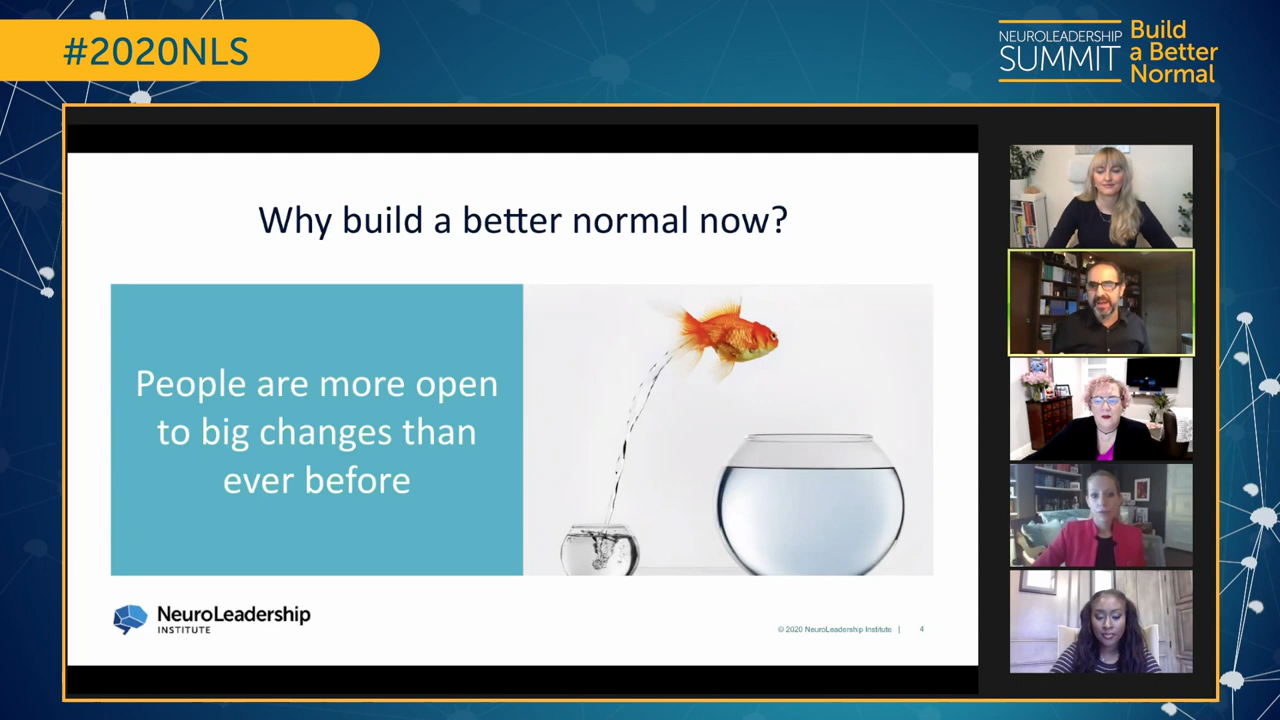 #2020NLS
NEUROLEADERSHIP
SUMMIT
Build
a Better
Normal
Why build a better normal now?
People are more open
to big changes than
ever before
NeuroLeadership
INSTITUTE
© 2020 NeuroLeadership Institute | 4